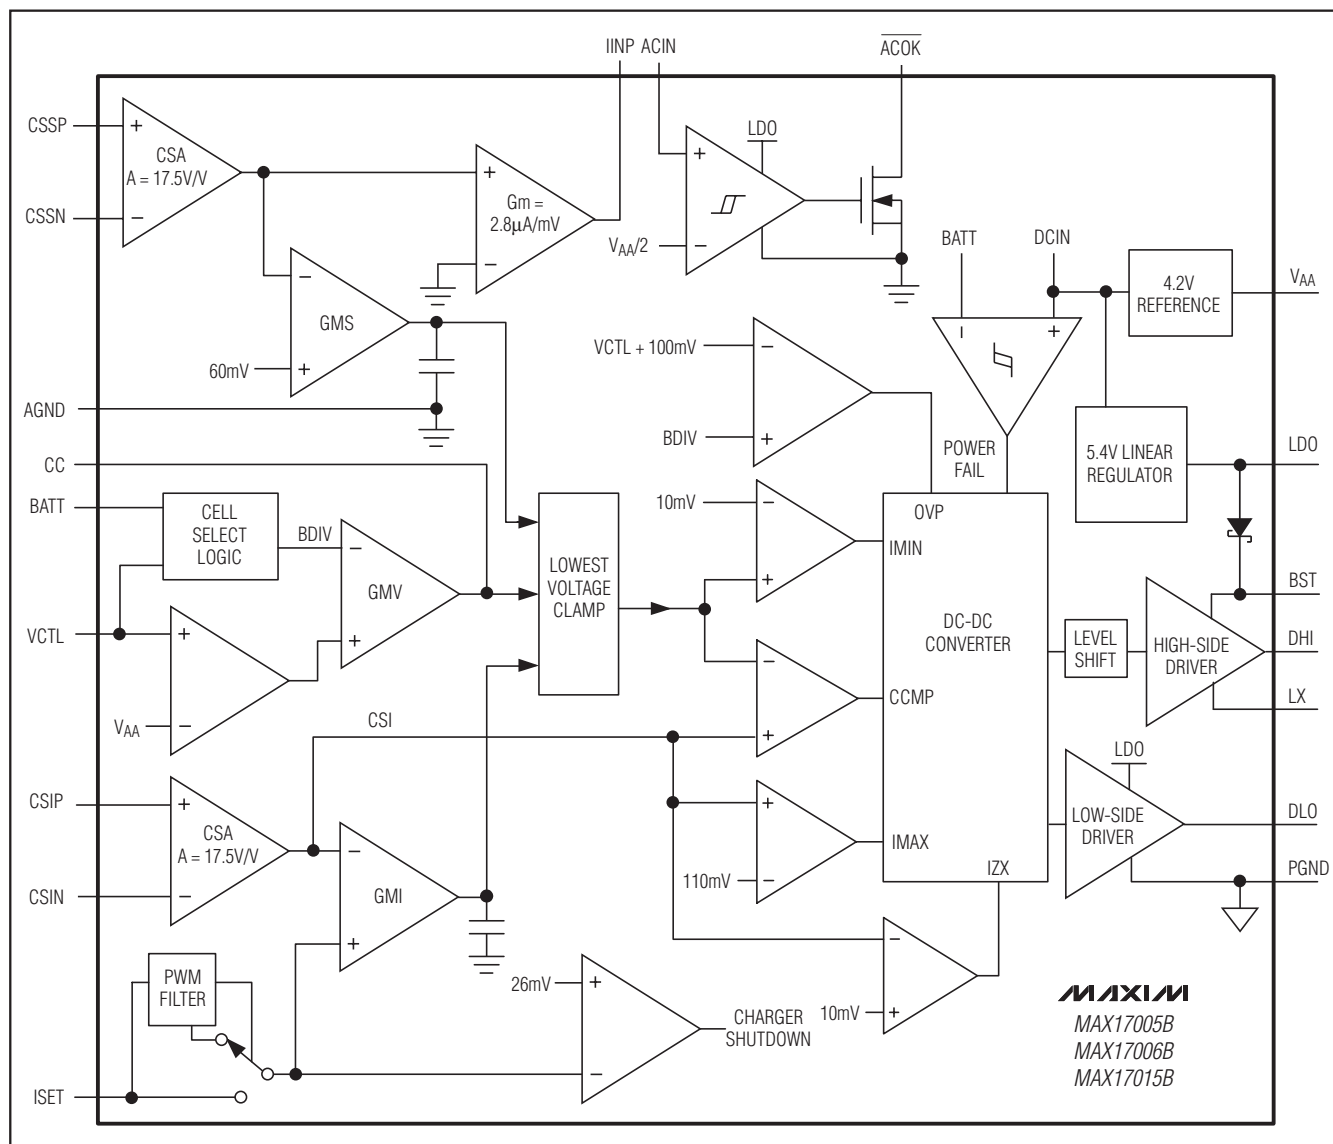 IINP ACIN
ACOK
CSSP
+
CSA
A = 17.5V/V
CSSN
−
+
Gm =
2.8µA/mV
−
LDO
+
VAA/2
−
−
GMS
60mV
+
BATT
DCIN
−
+
4.2V
REFERENCE
VAA
VCTL + 100mV
−
BDIV
+
POWER
FAIL
5.4V LINEAR
REGULATOR
LDO
AGND
CC
BATT
CELL
SELECT
LOGIC
BDIV
−
GMV
+
LOWEST
VOLTAGE
CLAMP
10mV
−
+
OVP
IMIN
DC-DC
CONVERTER
CCMP
IMAX
IZX
LEVEL
SHIFT
HIGH-SIDE
DRIVER
BST
DHI
LX
VCTL
+
VAA
−
CSI
−
+
CSIP
+
CSA
A = 17.5V/V
CSIN
−
−
GMI
+
+
110mV
−
LDO
LOW-SIDE
DRIVER
DLO
PGND
PWM
FILTER
ISET
26mV
+
−
CHARGER
SHUTDOWN
−
10mV
+
MAXIM
MAX17005B
MAX17006B
MAX17015B